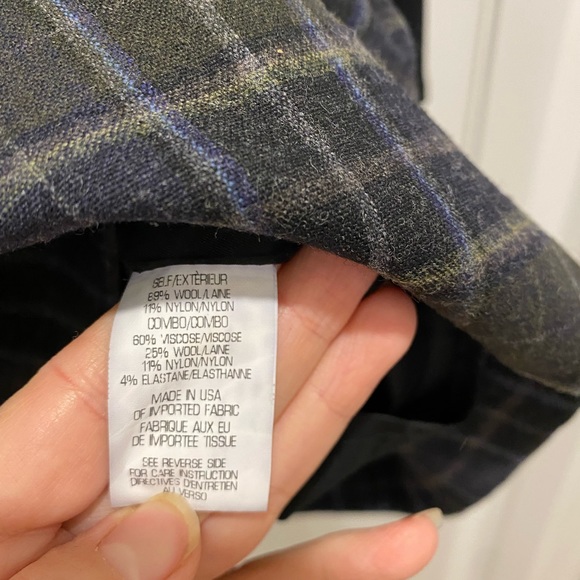 SELF/EXTÈRIEUR
89% WOOL/LAINE
11% NYLON/NYLON
COMBO/COMBO
60% VISCOSE/VISCOSE
25% WOOL/LAINE
11% NYLON/NYLON
4% ELASTANE/ELASTHANNE
MADE IN USA
OF IMPORTED FABRIC
FABRIQUE AUX EU
DE IMPORTEE TISSUE
SEE REVERSE SIDE
FOR CARE INSTRUCTION
DIRECTIVES D'ENTRETIEN
AU VERSO